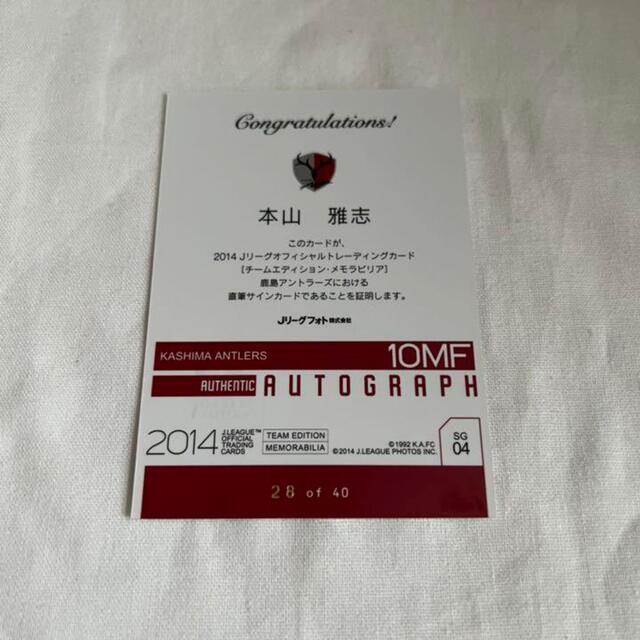 Congratulations!
本山 雅志
このカードが、
2014 Jリーグオフィシャルトレーディングカード
[チームエディション・メモラビリア]
鹿島アントラーズにおける
直筆サインカードであることを証明します。
Jリーグフォト株式会社
KASHIMA ANTLERS 10MF
AUTHENTIC AUTOGRAPH
2014 J.LEAGUE™ OFFICIAL TRADING CARDS
TEAM EDITION
MEMORABILIA
©1992 K.A.FC
©2014 J.LEAGUE PHOTOS INC.
SG
04
28 of 40